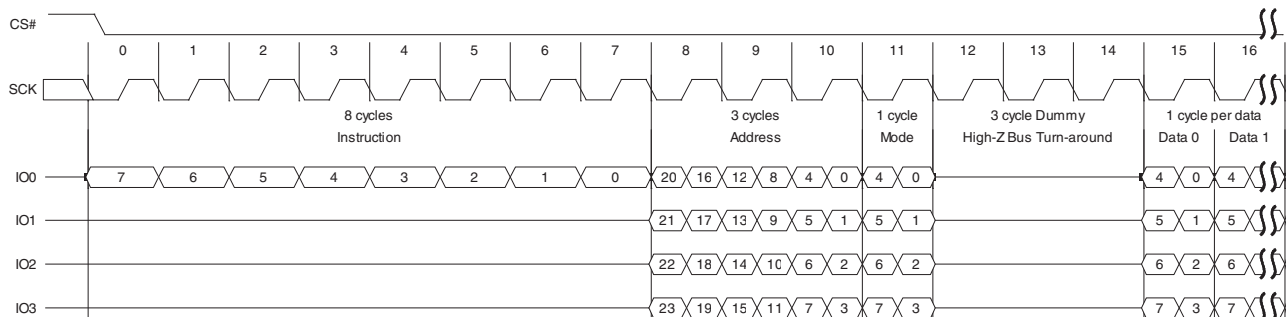 CS#
0 1 2 3 4 5 6 7 8 9 10 11 12 13 14 15 16
SCK
8 cycles 3 cycles 1 cycle 3 cycle Dummy 1 cycle per data
Instruction Address Mode High-Z Bus Turn-around Data 0 Data 1
IO0 7 6 5 4 3 2 1 0 20 16 12 8 4 0 4 0 4 0 4
IO1 21 17 13 9 5 1 5 1 5 1 5
IO2 22 18 14 10 6 2 6 2 6 2 6
IO3 23 19 15 11 7 3 7 3 7 3 7